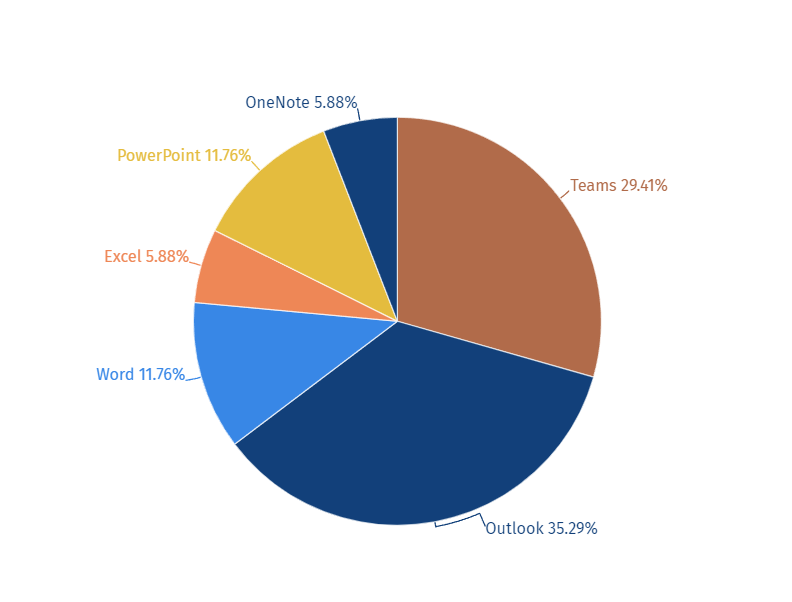 OneNote 5.88%
PowerPoint 11.76%
Teams 29.41%
Excel 5.88%
Word 11.76%
Outlook 35.29%